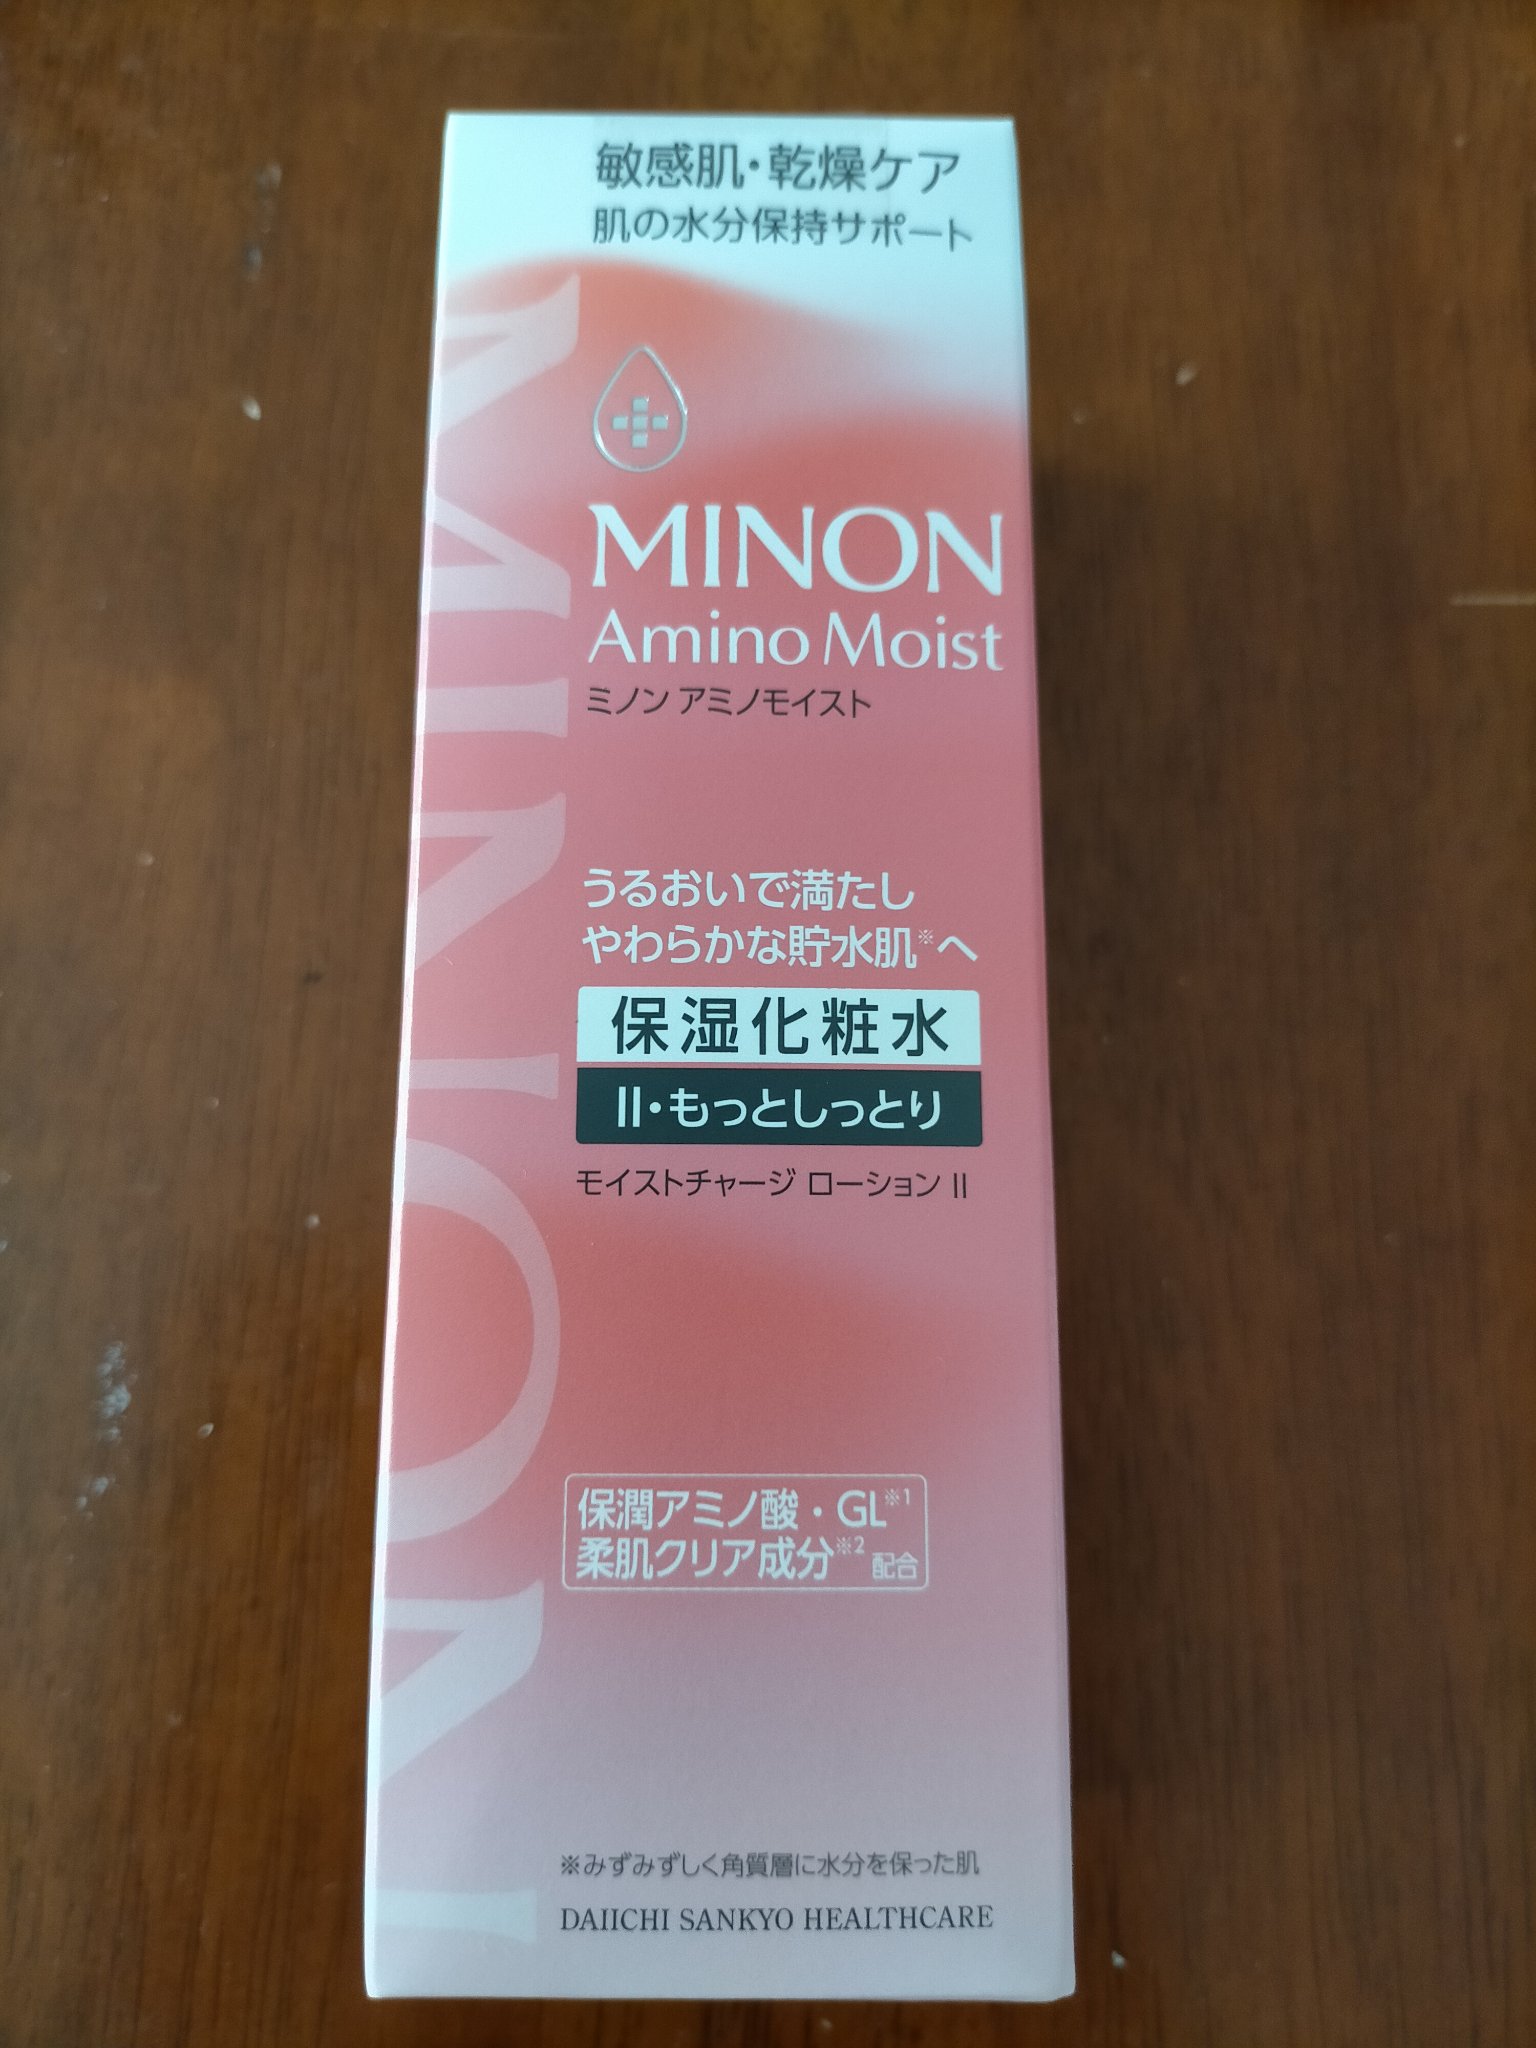 敏感肌・乾燥ケア
肌の水分保持サポート
MINON
MINON
Amino Moist
ミノン アミノモイスト
うるおいで満たし
やわらかな貯水肌※へ
保湿化粧水
II・もっとしっとり
モイストチャージ ローション II
保潤アミノ酸・GL※1
柔肌クリア成分※2 配合
※みずみずしく角質層に水分を保った肌
DAIICHI SANKYO HEALTHCARE